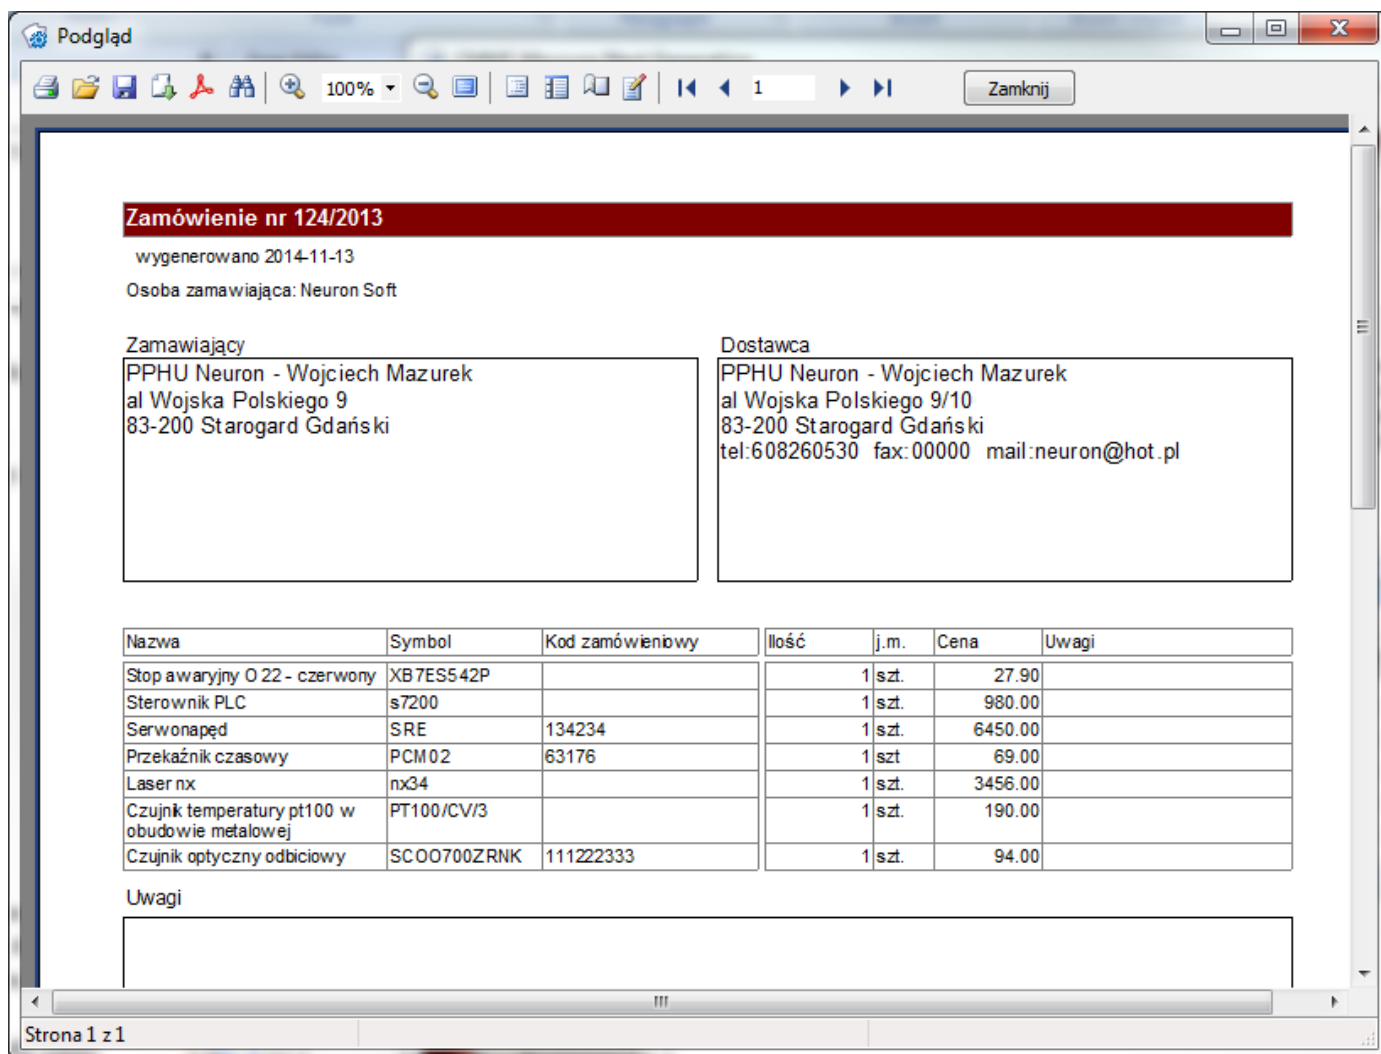 Podgląd
100%
1
Zamknij
Zamówienie nr 124/2013
wygenerowano 2014-11-13
Osoba zamawiająca: Neuron Soft
Zamawiający
PPHU Neuron - Wojciech Mazurek
al Wojska Polskiego 9
83-200 Starogard Gdański
Dostawca
PPHU Neuron - Wojciech Mazurek
al Wojska Polskiego 9/10
83-200 Starogard Gdański
tel:608260530 fax:00000 mail:neuron@hot.pl
Nazwa Symbol Kod zamówieniowy Ilość j.m. Cena Uwagi
Stop awaryjny O 22 - czerwony XB7ES542P 1 szt. 27.90
Sterownik PLC s7200 1 szt. 980.00
Serwonapęd SRE 134234 1 szt. 6450.00
Przekaźnik czasowy PCM02 63176 1 szt 69.00
Laser nx nx34 1 szt. 3456.00
Czujnik temperatury pt100 w PT100/CV/3 1 szt. 190.00
obudowie metalowej
Czujnik optyczny odbiciowy SCOO700ZRNK 111222333 1 szt. 94.00
Uwagi
Strona 1 z 1